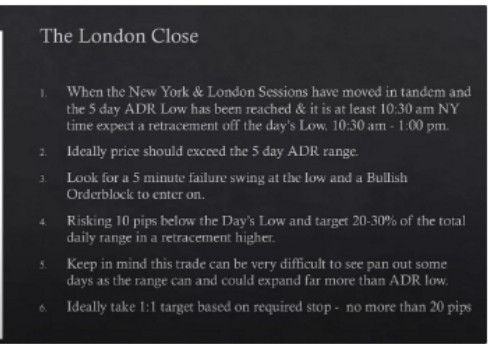 The London Close
1. When the New York & London Sessions have moved in tandem and
the 5 day ADR Low has been reached & it is at least 10:30 am NY
time expect a retracement off the day's Low. 10:30 am - 1:00 pm.
2. Ideally price should exceed the 5 day ADR range.
3. Look for a 5 minute failure swing at the low and a Bullish
Orderblock to enter on.
4. Risking 10 pips below the Day's Low and target 20-30% of the total
daily range in a retracement higher.
5. Keep in mind this trade can be very difficult to see pan out some
days as the range can and could expand far more than ADR low.
6. Ideally take 1:1 target based on required stop - no more than 20 pips